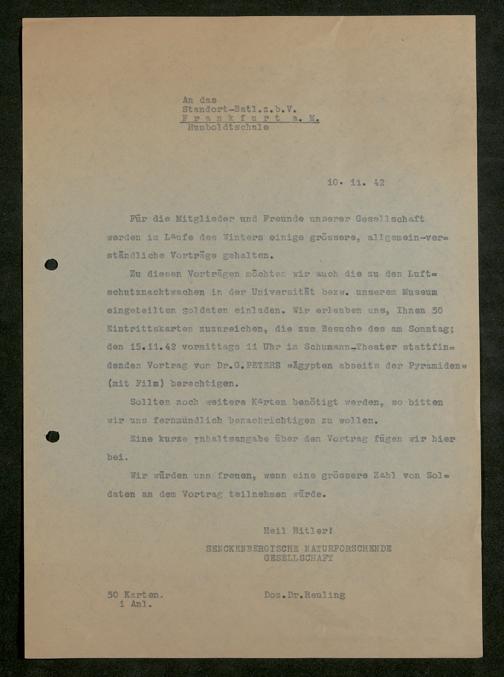 An das
Standort-Batl.z.b.V.
F r a n k f u r t a. M.
Humboldtschule
10. 11. 42
Für die Mitglieder und Freunde unserer Gesellschaft
werden im Laufe des Winters einige grössere, allgemein-ver=
ständliche Vorträge gehalten.
Zu diesen Vorträgen möchten wir auch die zu den Luft=
schutznachtwachen in der Universität bezw. unserem Museum
eingeteilten Soldaten einladen. Wir erlauben uns, Ihnen 50
Eintrittskarten zuzureichen, die zum Besuche des am Sonntag;
den 15.11.42 vormittags 11 Uhr im Schumann-Theater stattfin=
denden Vortrag von Dr.G.PETERS "Ägypten abseits der Pyramiden"
(mit Film) berechtigen.
Sollten noch weitere Karten benötigt werden, so bitten
wir uns fernmündlich benachrichtigen zu wollen.
Eine kurze Inhaltsangabe über den Vortrag fügen wir hier
bei.
Wir würden uns freuen, wenn eine grössere Zahl von Sol=
daten an dem Vortrag teilnehmen würde.
Heil Hitler!
SENCKENBERGISCHE NATURFORSCHENDE
GESELLSCHAFT
50 Karten.
1 Anl.
Doz.Dr.Reuling